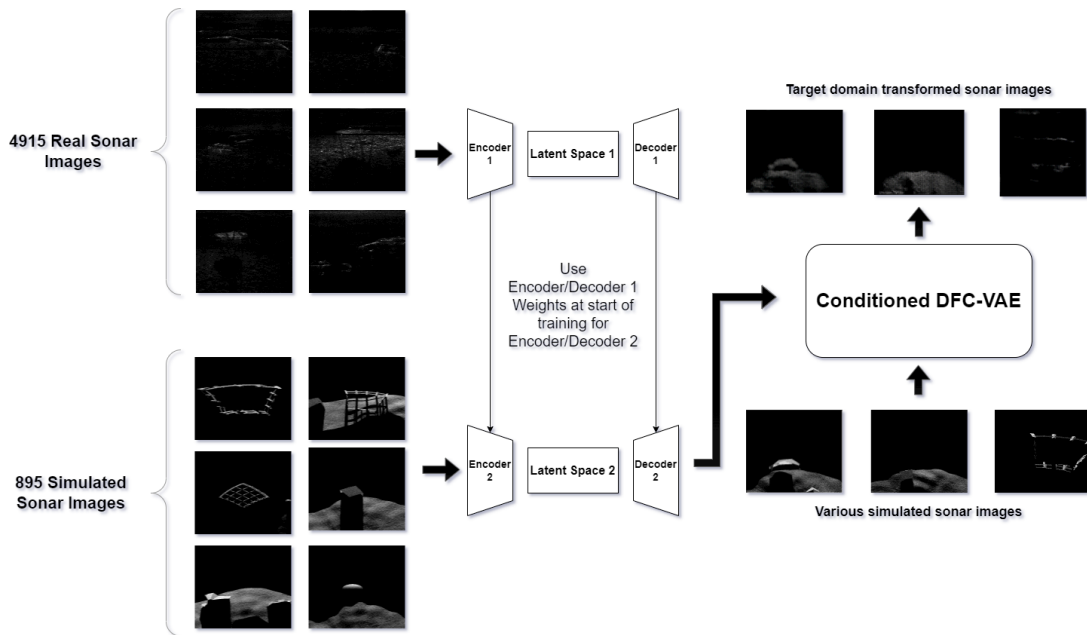 4915 Real Sonar
Images
Encoder
1
Latent Space 1
Decoder
1
Use
Encoder/Decoder 1
Weights at start of
training for
Encoder/Decoder 2
895 Simulated
Sonar Images
Encoder
2
Latent Space 2
Decoder
2
Target domain transformed sonar images
Conditioned DFC-VAE
Various simulated sonar images